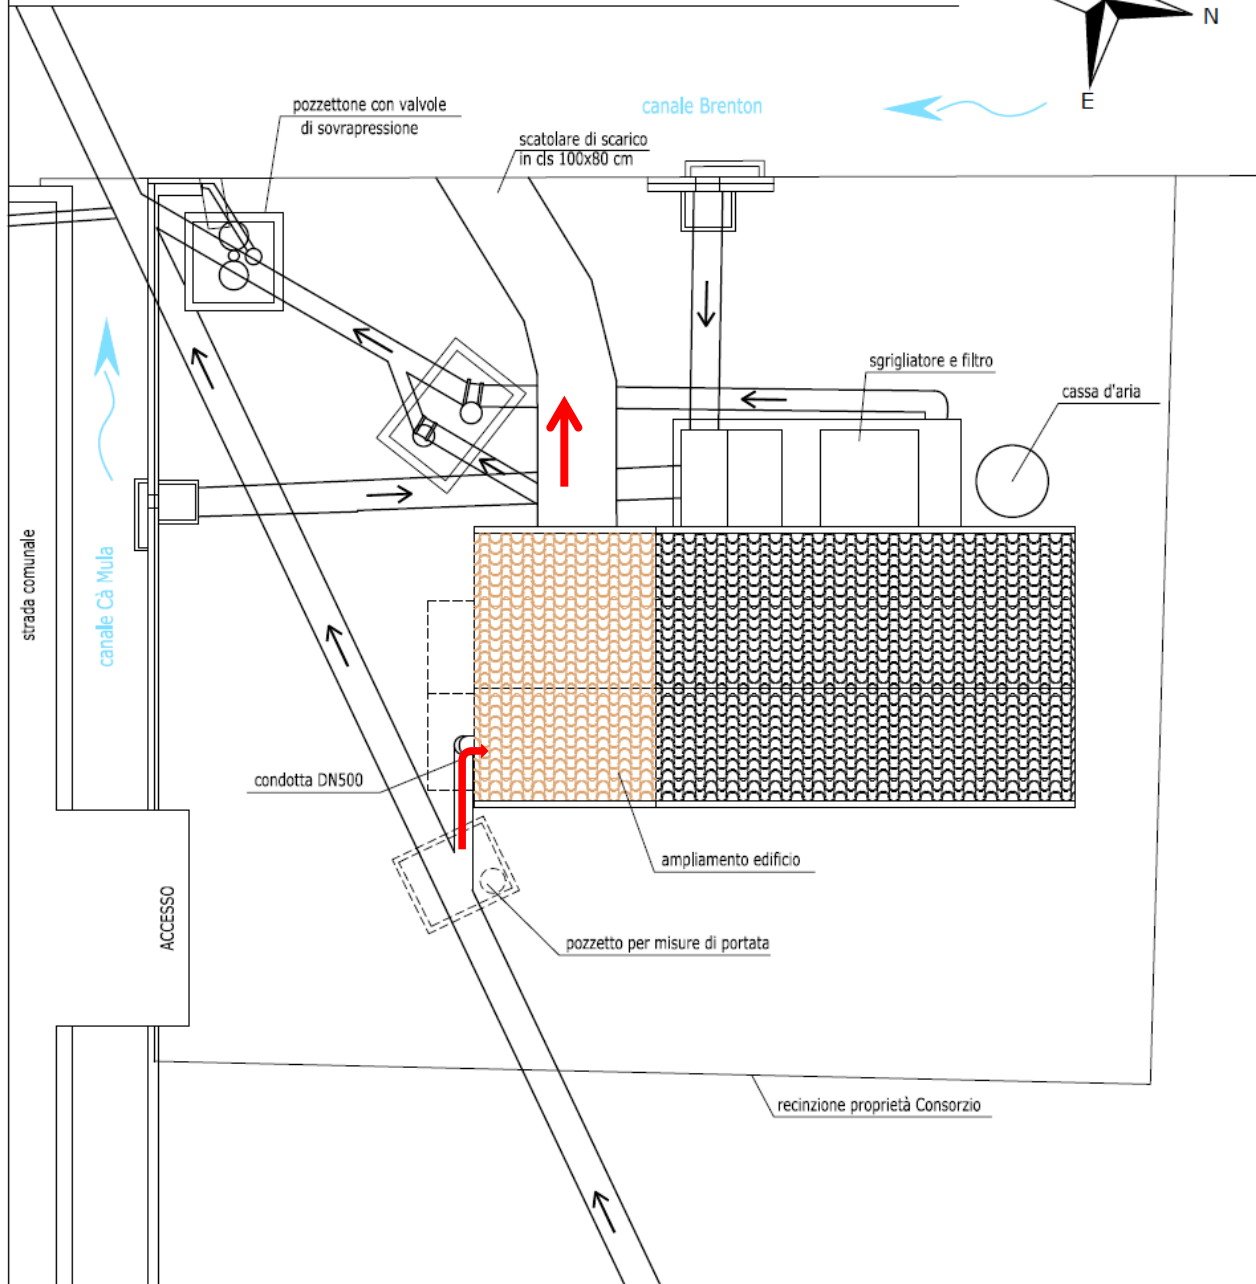 N
E
canale Brenton
pozzettone con valvole
di sovrapressione
scatolare di scarico
in cls 100x80 cm
sgrigliatore e filtro
cassa d'aria
strada comunale
canale Cà Mula
condotta DN500
ampliamento edificio
ACCESSO
pozzetto per misure di portata
recinzione proprietà Consorzio